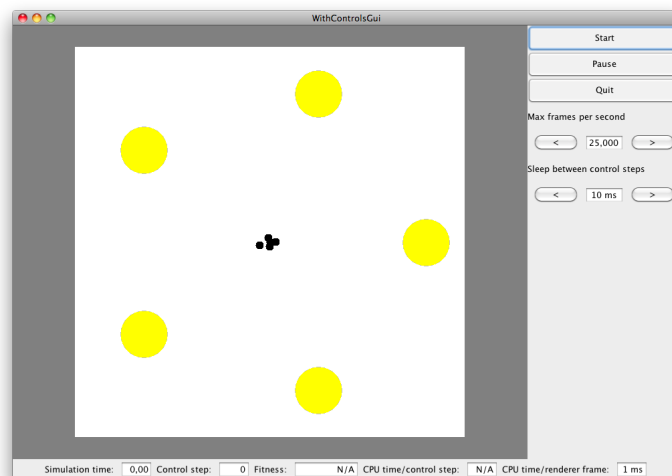 WithControlsGui
Start
Pause
Quit
Max frames per second
< 25,000 >
Sleep between control steps
< 10 ms >
Simulation time: 0,00 Control step: 0 Fitness: N/A CPU time/control step: N/A CPU time/renderer frame: 1 ms